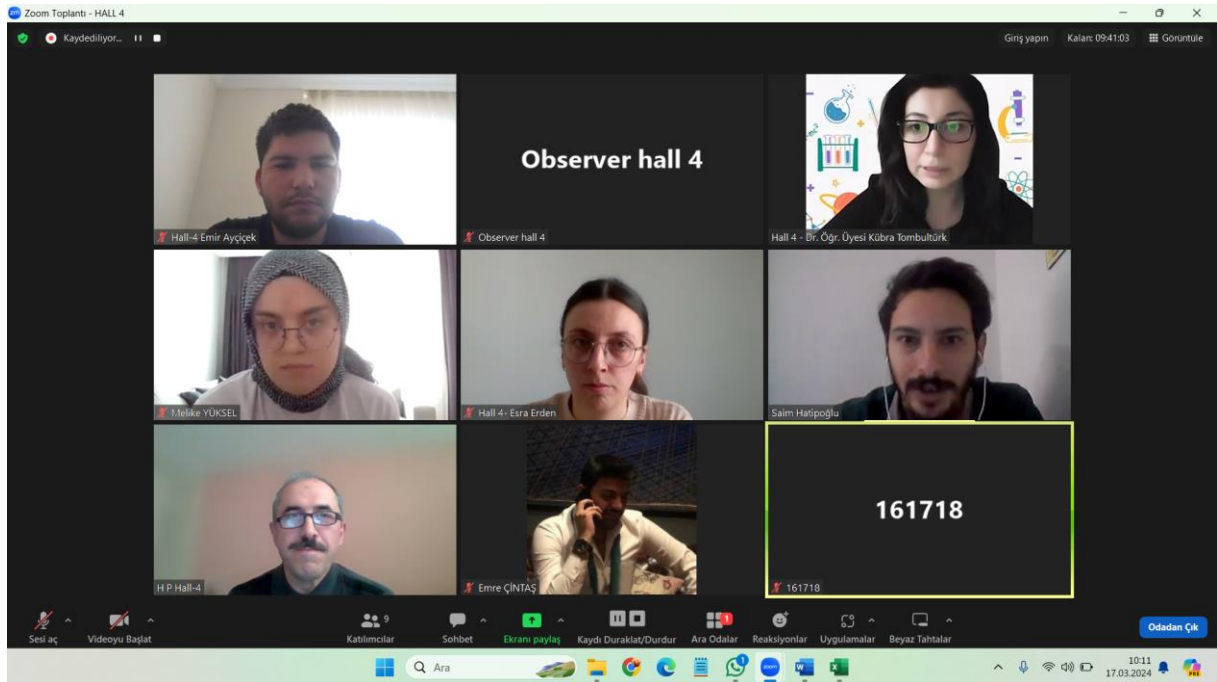 Zoom Toplantı - HALL 4
Kaydediliyor...
Giriş yapın
Kalan: 09:41:03
Görüntüle
Hall-4 Emir Ayçiçek
Observer hall 4
Observer hall 4
Hall 4 - Dr. Öğr. Üyesi Kübra Tombultürk
Melike YÜKSEL
Hall 4- Esra Erden
Saim Hatipoğlu
H P Hall-4
Emre ÇİNTAŞ
161718
161718
Sesi aç
Videoyu Başlat
9
Katılımcılar
Sohbet
Ekranı paylaş
Kaydı Duraklat/Durdur
1
Ara Odalar
Reaksiyonlar
Uygulamalar
Beyaz Tahtalar
Odadan Çık
Ara
10:11
17.03.2024